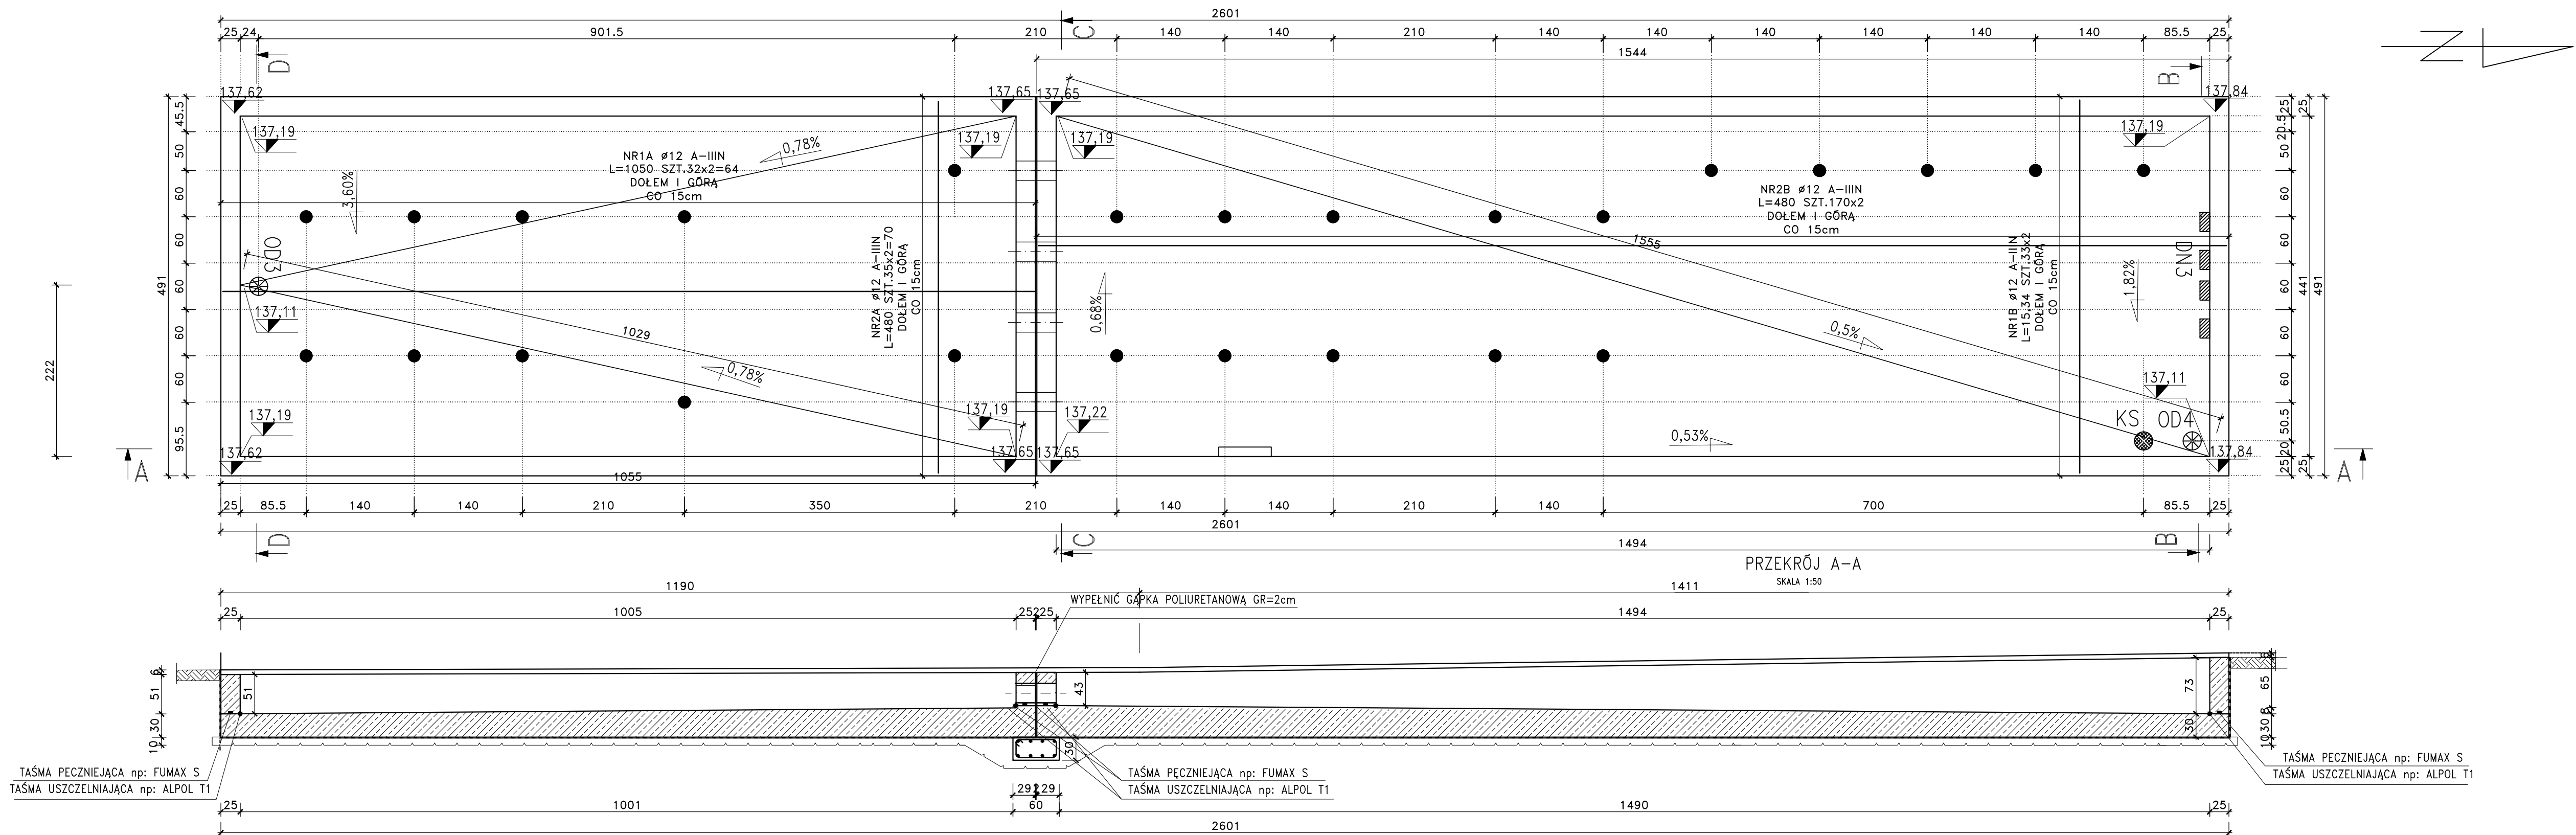 2601
C
25 24 901.5 210 140 140 210 140 140 140 140 140 85.5 25
1544
D
B
N
137,62 137,65 137,65 137,84
137,19 137,19 137,19 137,19
0,78%
NR1A ø12 A-IIIN
L=1050 SZT.32x2=64
DOŁEM I GÓRĄ
CO 15cm
3,60%
NR2B ø12 A-IIIN
L=480 SZT.170x2
DOŁEM I GÓRĄ
CO 15cm
45.5 50 60 60 60 60 60 95.5
491
222
OD3
137,11
NR2A ø12 A-IIIN
L=480 SZT.35x2=70
DOŁEM I GÓRĄ
CO 15cm
1555
NR1B ø12 A-IIIN
L=15,34 SZT.33x2
DOŁEM I GÓRĄ
CO 15cm
DN3
1,82%
0,68%
0,5%
1029
0,78%
137,11
KS OD4
25 20.5 50 60 60 60 60 60 60 50.5 20 25
25 441 25
491
137,19 137,19 137,22
0,53%
137,62 137,65 137,65 137,84
A A
1055
25 85.5 140 140 210 350 210 140 140 210 140 700 85.5 25
2601
D C B
1494
PRZEKRÓJ A-A
SKALA 1:50
1190 1411
WYPEŁNIĆ GĄPKA POLIURETANOWĄ GR=2cm
25 1005 25 2 25 1494 25
6 51 30 10
51
43
73
30
6 65 8 30 10
30
TAŚMA PECZNIEJĄCA np: FUMAX S
TAŚMA USZCZELNIAJĄCA np: ALPOL T1
TAŚMA PĘCZNIEJĄCA np: FUMAX S
TAŚMA USZCZELNIAJĄCA np: ALPOL T1
TAŚMA PECZNIEJĄCA np: FUMAX S
TAŚMA USZCZELNIAJĄCA np: ALPOL T1
29 2 29
25 1001 60 1490 25
2601